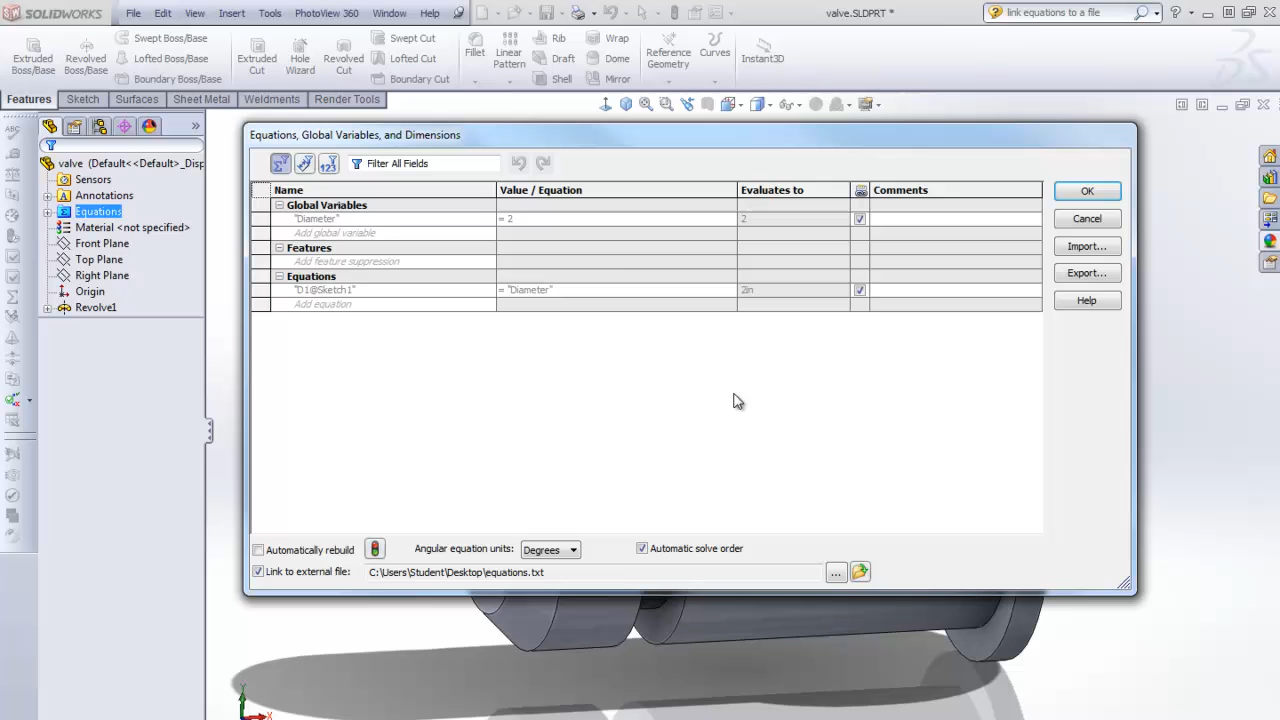 SOLIDWORKS File Edit View Insert Tools PhotoView 360 Window Help valve.SLDPRT * link equations to a file
Extruded Boss/Base
Revolved Boss/Base
Swept Boss/Base
Lofted Boss/Base
Boundary Boss/Base
Extruded Cut
Hole Wizard
Revolved Cut
Swept Cut
Lofted Cut
Boundary Cut
Fillet
Linear Pattern
Rib
Draft
Shell
Wrap
Dome
Mirror
Reference Geometry
Curves
Instant3D
Features Sketch Surfaces Sheet Metal Weldments Render Tools
valve (Default<<Default>_Disp
Sensors
Annotations
Equations
Material <not specified>
Front Plane
Top Plane
Right Plane
Origin
Revolve1
Equations, Global Variables, and Dimensions
Filter All Fields
Name Value / Equation Evaluates to Comments
Global Variables
"Diameter" = 2 2
Add global variable
Features
Add feature suppression
Equations
"D1@Sketch1" = "Diameter" 2in
Add equation
OK
Cancel
Import...
Export...
Help
Automatically rebuild Angular equation units: Degrees Automatic solve order
Link to external file: C:\Users\Student\Desktop\equations.txt ...